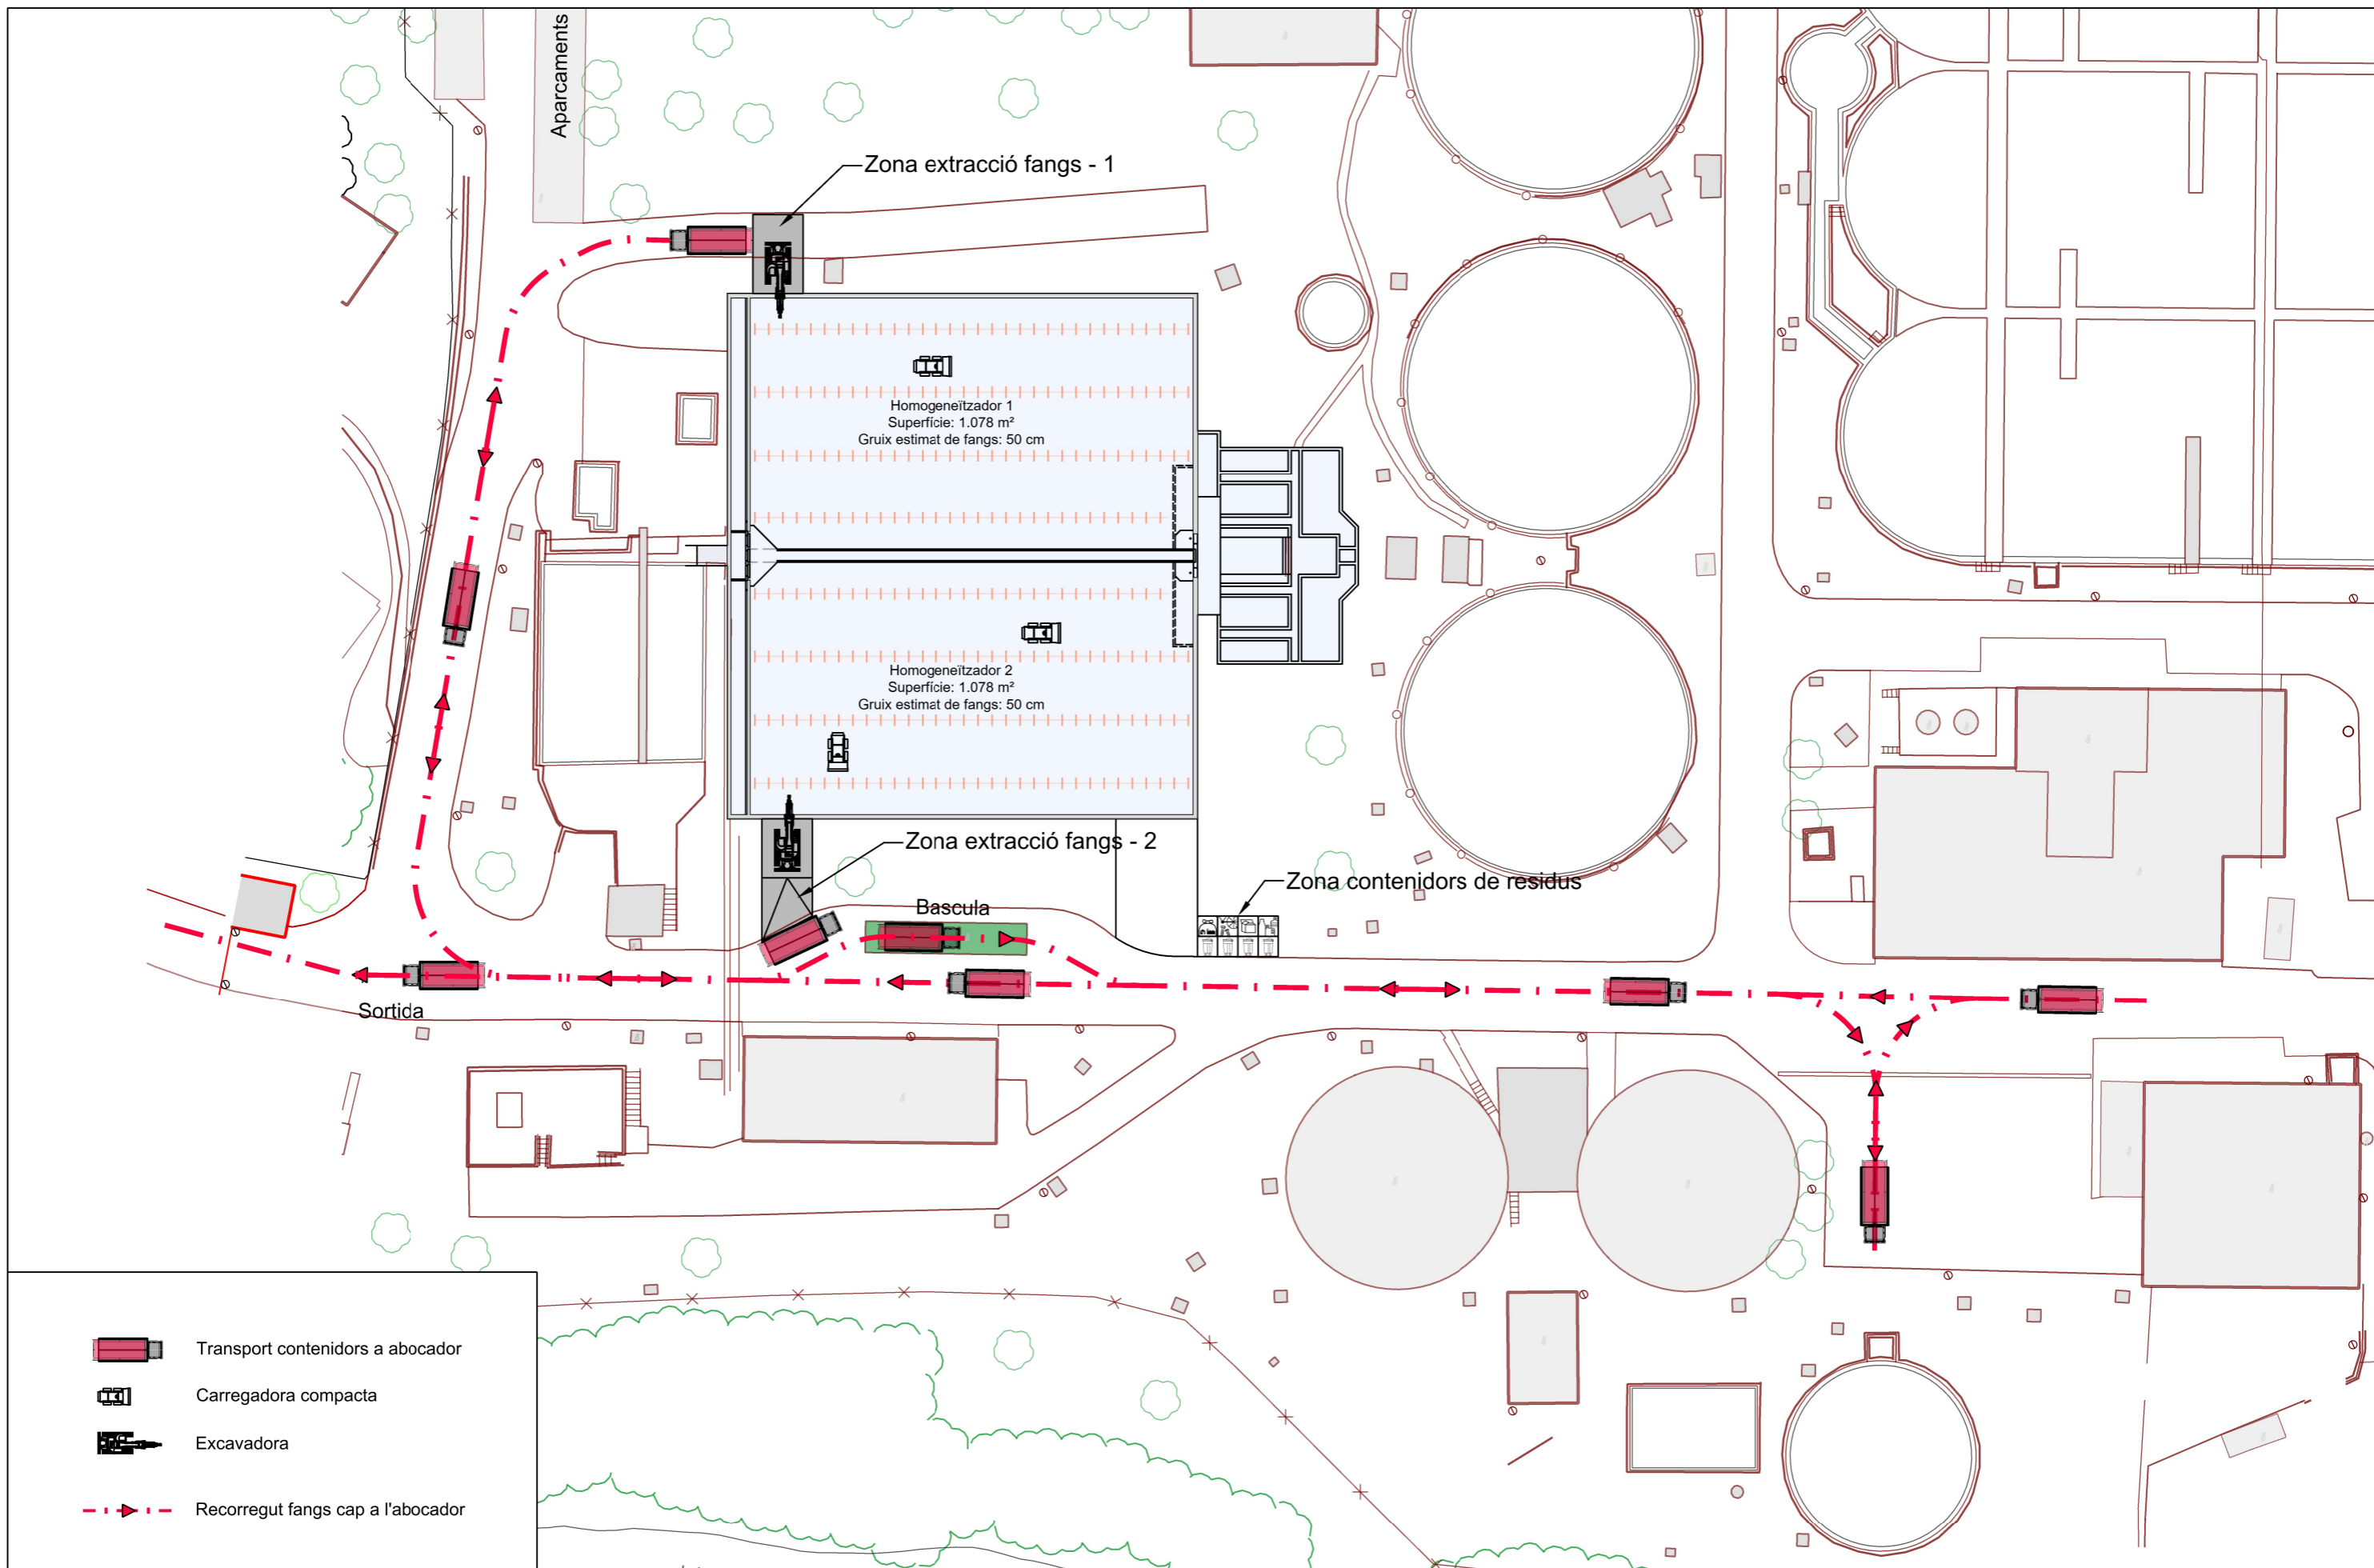 Aparcaments
Zona extracció fangs - 1
Homogeneïtzador 1
Superfície: 1.078 m²
Gruix estimat de fangs: 50 cm
Homogeneïtzador 2
Superfície: 1.078 m²
Gruix estimat de fangs: 50 cm
Zona extracció fangs - 2
Zona contenidors de residus
Bascula
Sortida
Transport contenidors a abocador
Carregadora compacta
Excavadora
Recorregut fangs cap a l'abocador